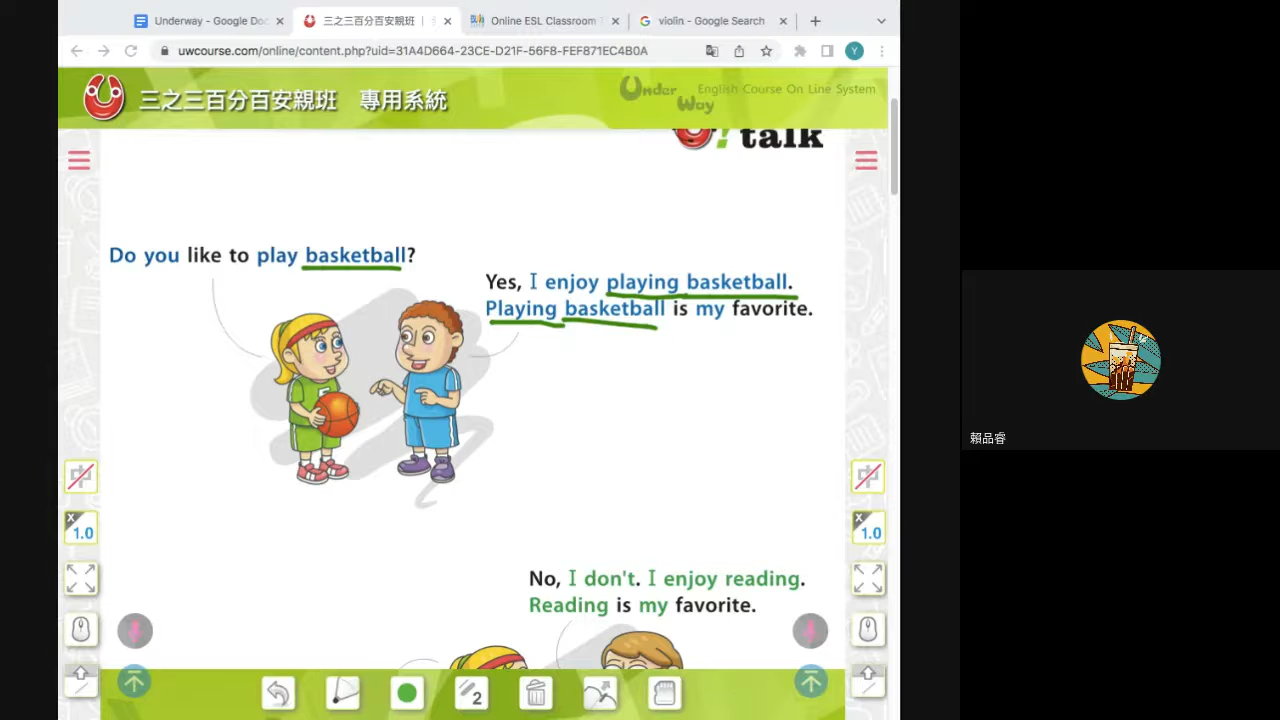 Underway - Google Doc
三之三百分百安親班 |
Online ESL Classroom
violin - Google Search
uwcourse.com/online/content.php?uid=31A4D664-23CE-D21F-56F8-FEF871EC4B0A
Y
三之三百分百安親班 專用系統
Under Way
English Course On Line System
talk
Do you like to play basketball?
Yes, I enjoy playing basketball.
Playing basketball is my favorite.
中
中
X 1.0
X 1.0
No, I don't. I enjoy reading.
Reading is my favorite.
2
賴品睿